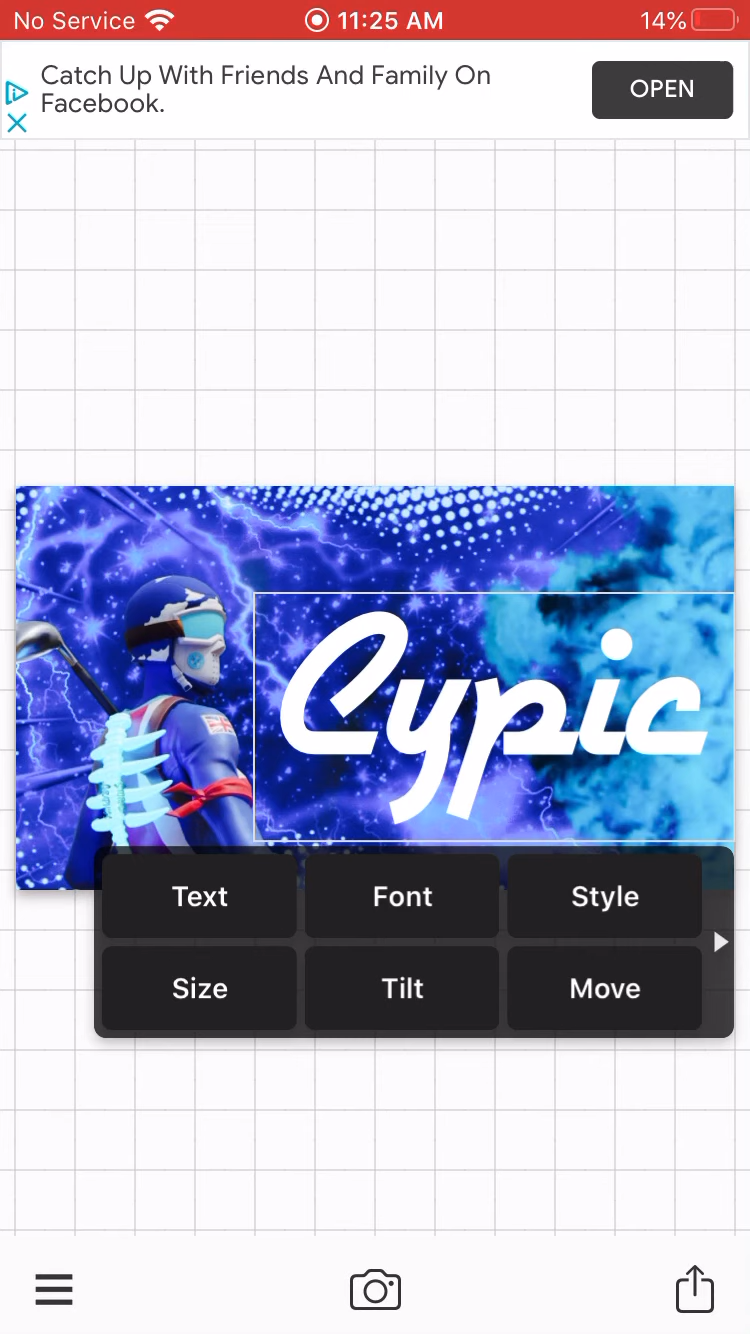 No Service 11:25 AM 14%
Catch Up With Friends And Family On
Facebook.
OPEN
Cypic
Text Font Style
Size Tilt Move